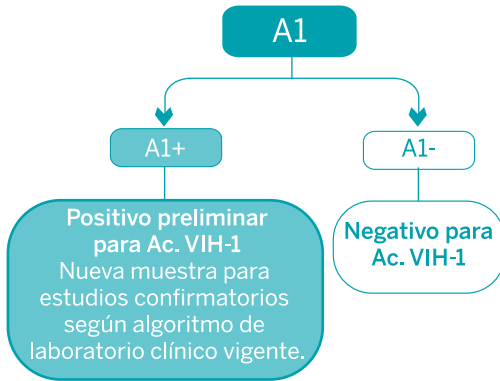 A1
A1+
A1-
Positivo preliminar
para Ac. VIH-1
Nueva muestra para
estudios confirmatorios
según algoritmo de
laboratorio clínico vigente.
Negativo para
Ac. VIH-1